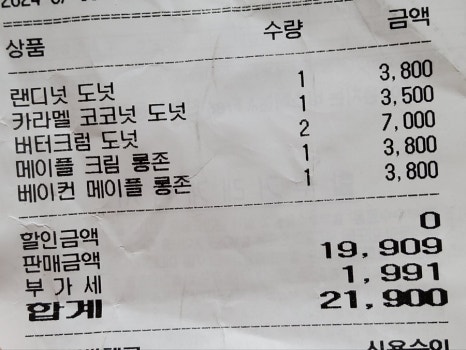 상품 수량 금액
랜디넛 도넛 1 3,800
카라멜 코코넛 도넛 1 3,500
버터크럼 도넛 2 7,000
메이플 크림 롱존 1 3,800
베이컨 메이플 롱존 1 3,800
할인금액 0
판매금액 19,909
부 가 세 1,991
합계 21,900